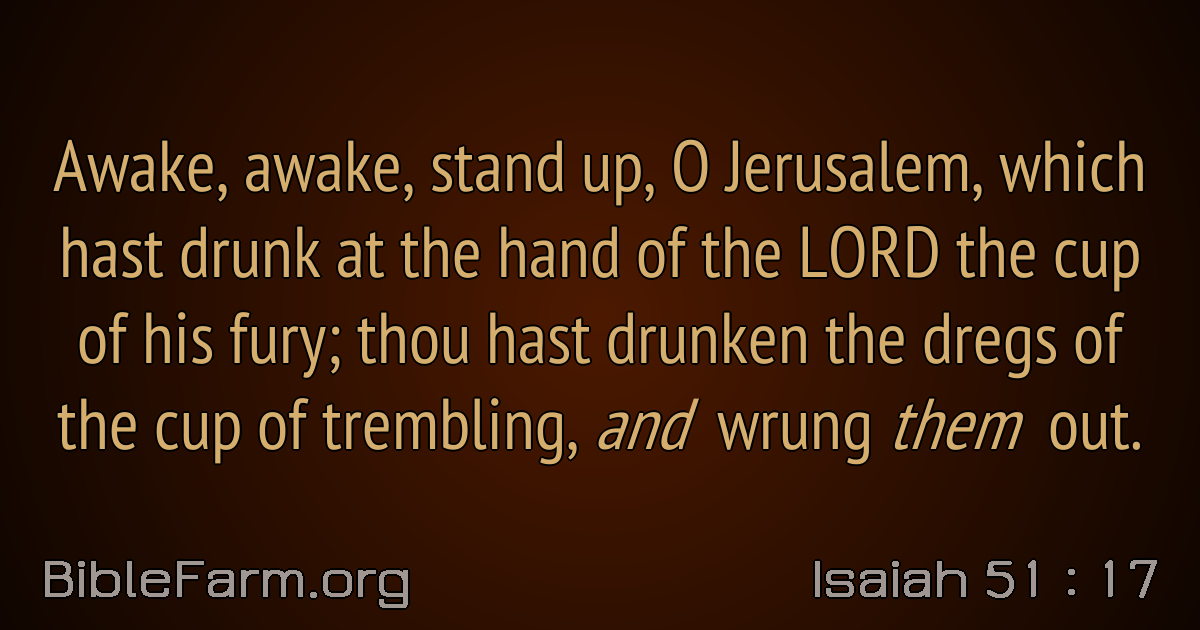 Awake, awake, stand up, O Jerusalem, which
hast drunk at the hand of the LORD the cup
of his fury; thou hast drunken the dregs of
the cup of trembling, and wrung them out.
BibleFarm.org
Isaiah 51 : 17